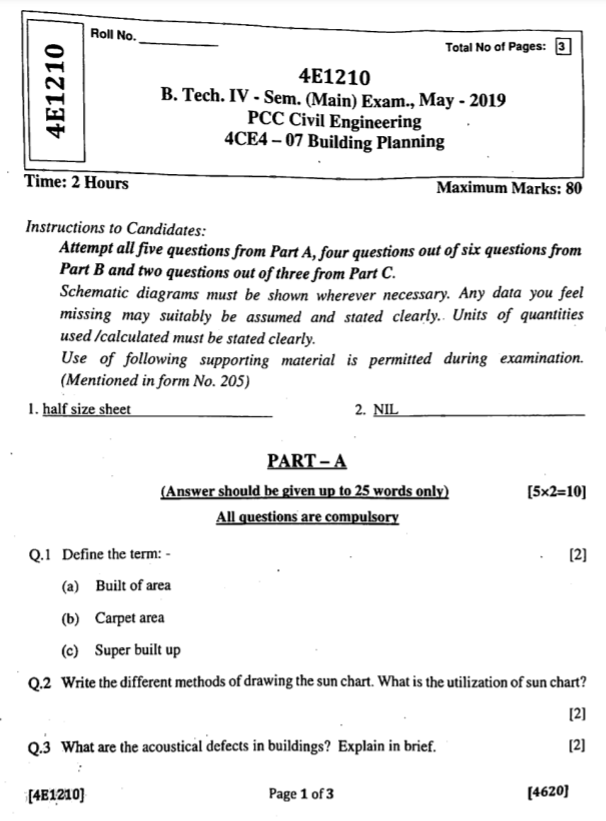 4E1210
Roll No.
Total No of Pages: 3
4E1210
B. Tech. IV - Sem. (Main) Exam., May - 2019
PCC Civil Engineering
4CE4 – 07 Building Planning
Time: 2 Hours
Maximum Marks: 80
Instructions to Candidates:
Attempt all five questions from Part A, four questions out of six questions from
Part B and two questions out of three from Part C.
Schematic diagrams must be shown wherever necessary. Any data you feel
missing may suitably be assumed and stated clearly. Units of quantities
used /calculated must be stated clearly.
Use of following supporting material is permitted during examination.
(Mentioned in form No. 205)
1. half size sheet
2. NIL
PART – A
(Answer should be given up to 25 words only) [5×2=10]
All questions are compulsory
Q.1 Define the term: - [2]
(a) Built of area
(b) Carpet area
(c) Super built up
Q.2 Write the different methods of drawing the sun chart. What is the utilization of sun chart?
[2]
Q.3 What are the acoustical defects in buildings? Explain in brief. [2]
[4E1210] Page 1 of 3 [4620]